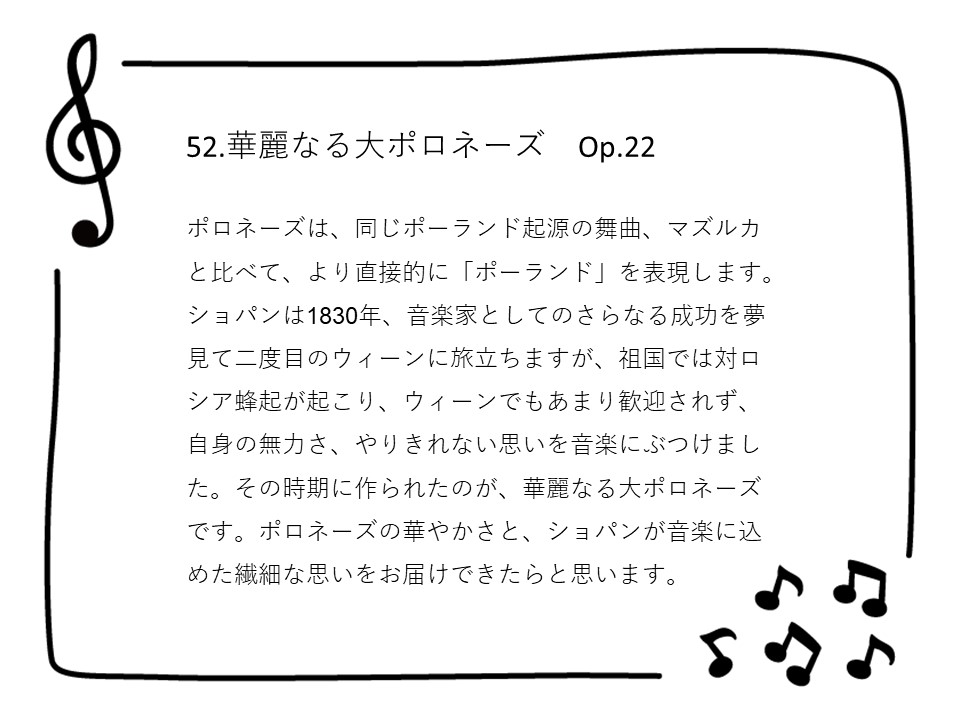 52.華麗なる大ポロネーズ　Op.22
ポロネーズは、同じポーランド起源の舞曲、マズルカ
と比べて、より直接的に「ポーランド」を表現します。
ショパンは1830年、音楽家としてのさらなる成功を夢
見て二度目のウィーンに旅立ちますが、祖国では対ロ
シア蜂起が起こり、ウィーンでもあまり歓迎されず、
自身の無力さ、やりきれない思いを音楽にぶつけまし
た。その時期に作られたのが、華麗なる大ポロネーズ
です。ポロネーズの華やかさと、ショパンが音楽に込
めた繊細な思いをお届けできたらと思います。